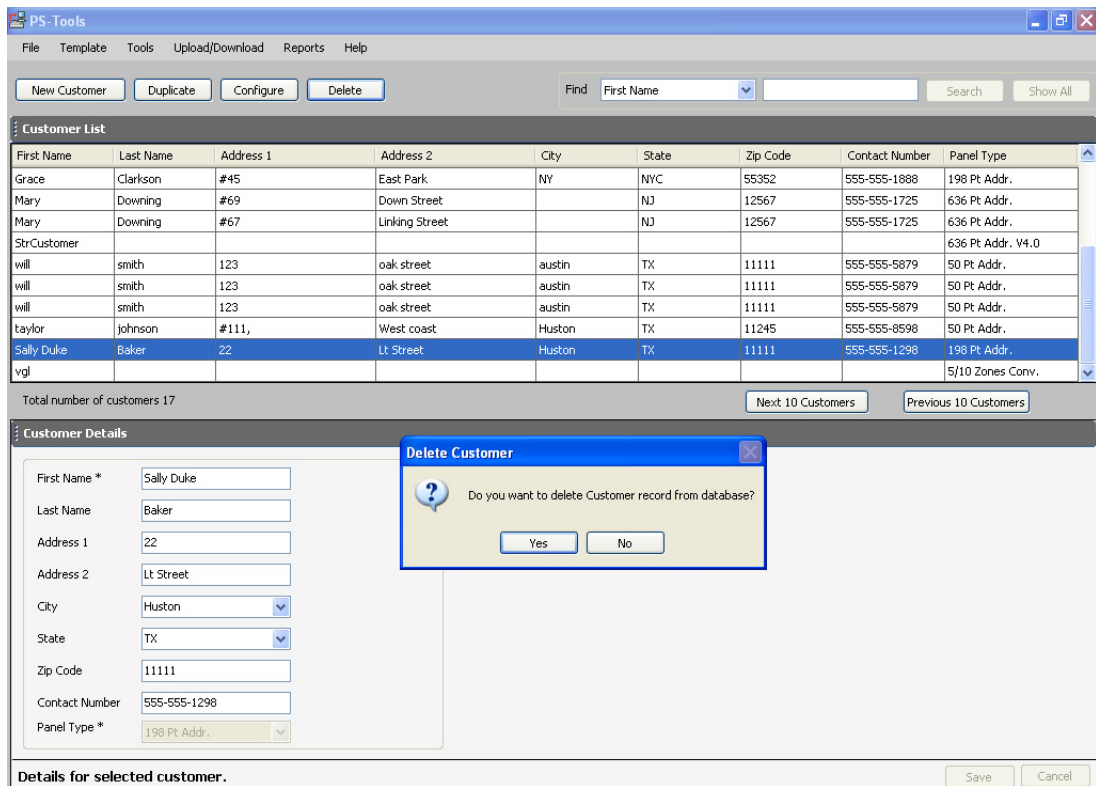 PS-Tools
File Template Tools Upload/Download Reports Help
New Customer Duplicate Configure Delete Find First Name Search Show All
Customer List
First Name Last Name Address 1 Address 2 City State Zip Code Contact Number Panel Type
Grace Clarkson #45 East Park NY NYC 55352 555-555-1888 198 Pt Addr.
Mary Downing #69 Down Street NJ 12567 555-555-1725 636 Pt Addr.
Mary Downing #67 Linking Street NJ 12567 555-555-1725 636 Pt Addr.
StrCustomer 636 Pt Addr. V4.0
will smith 123 oak street austin TX 11111 555-555-5879 50 Pt Addr.
will smith 123 oak street austin TX 11111 555-555-5879 50 Pt Addr.
will smith 123 oak street austin TX 11111 555-555-5879 50 Pt Addr.
taylor johnson #111, West coast Huston TX 11245 555-555-8598 50 Pt Addr.
Sally Duke Baker 22 Lt Street Huston TX 11111 555-555-1298 198 Pt Addr.
vgl 5/10 Zones Conv.
Total number of customers 17 Next 10 Customers Previous 10 Customers
Customer Details
Delete Customer
Do you want to delete Customer record from database?
Yes No
First Name * Sally Duke
Last Name Baker
Address 1 22
Address 2 Lt Street
City Huston
State TX
Zip Code 11111
Contact Number 555-555-1298
Panel Type * 198 Pt Addr.
Details for selected customer. Save Cancel